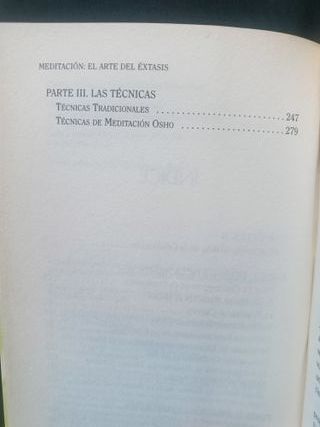 MEDITACIÓN: EL ARTE DEL ÉXTASIS
PARTE III. LAS TÉCNICAS
TÉCNICAS TRADICIONALES ........................... 247
TÉCNICAS DE MEDITACIÓN OSHO ...................... 279